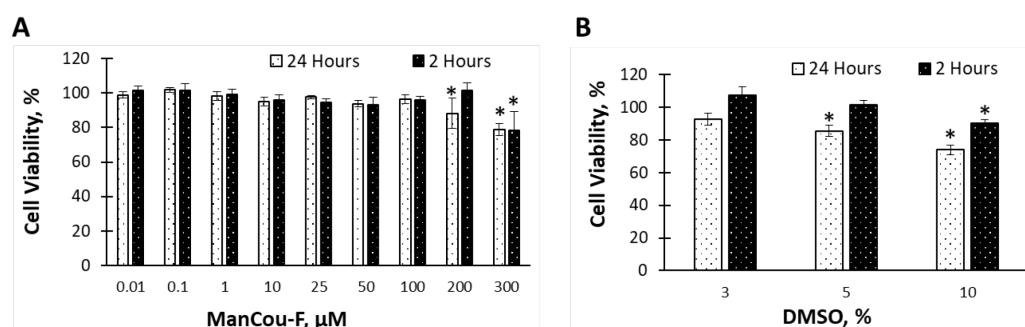 A
24 Hours 2 Hours
Cell Viability, %
120
100
80
60
40
20
0
* * *
0.01 0.1 1 10 25 50 100 200 300
ManCou-F, µM
B
24 Hours 2 Hours
Cell Viability, %
120
100
80
60
40
20
0
* * *
3 5 10
DMSO, %